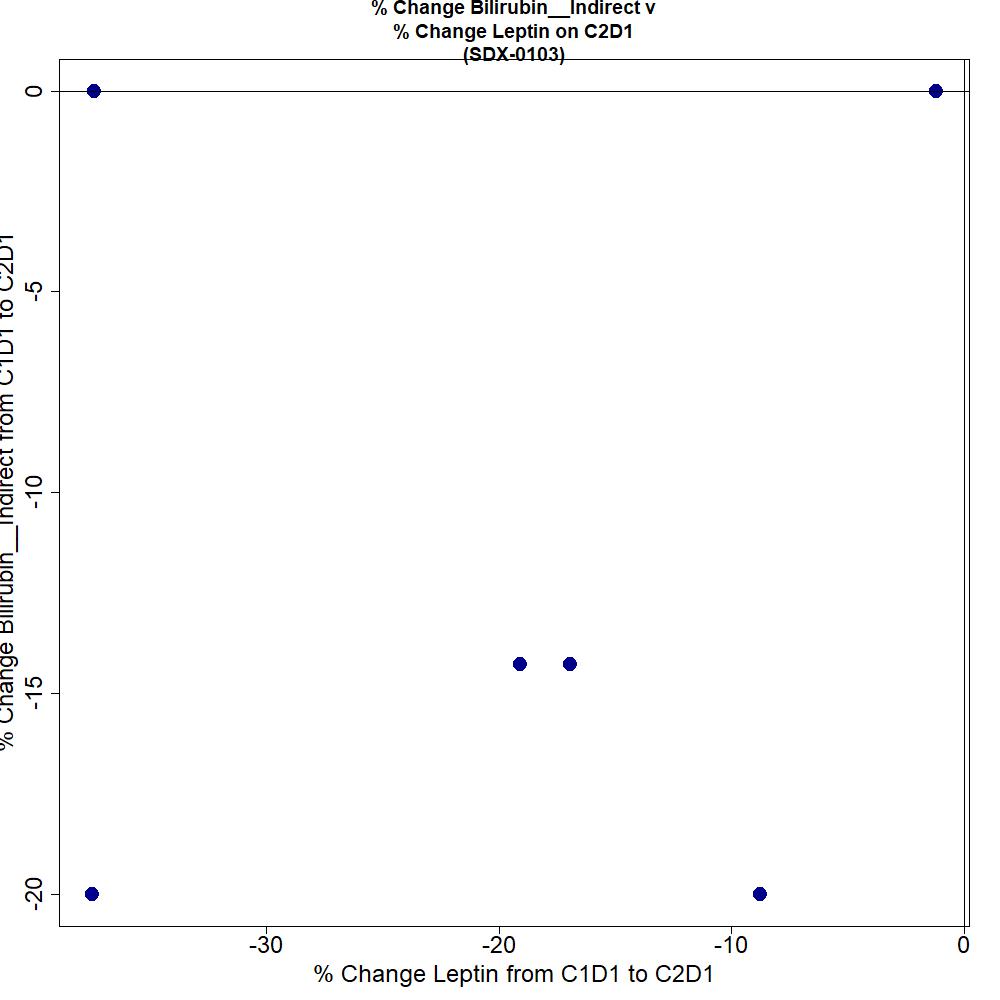 % Change Bilirubin__Indirect v
% Change Leptin on C2D1
(SDX-0103)
% Change Bilirubin__Indirect from C1D1 to C2D1
0
-5
-10
-15
-20
-30
-20
-10
0
% Change Leptin from C1D1 to C2D1